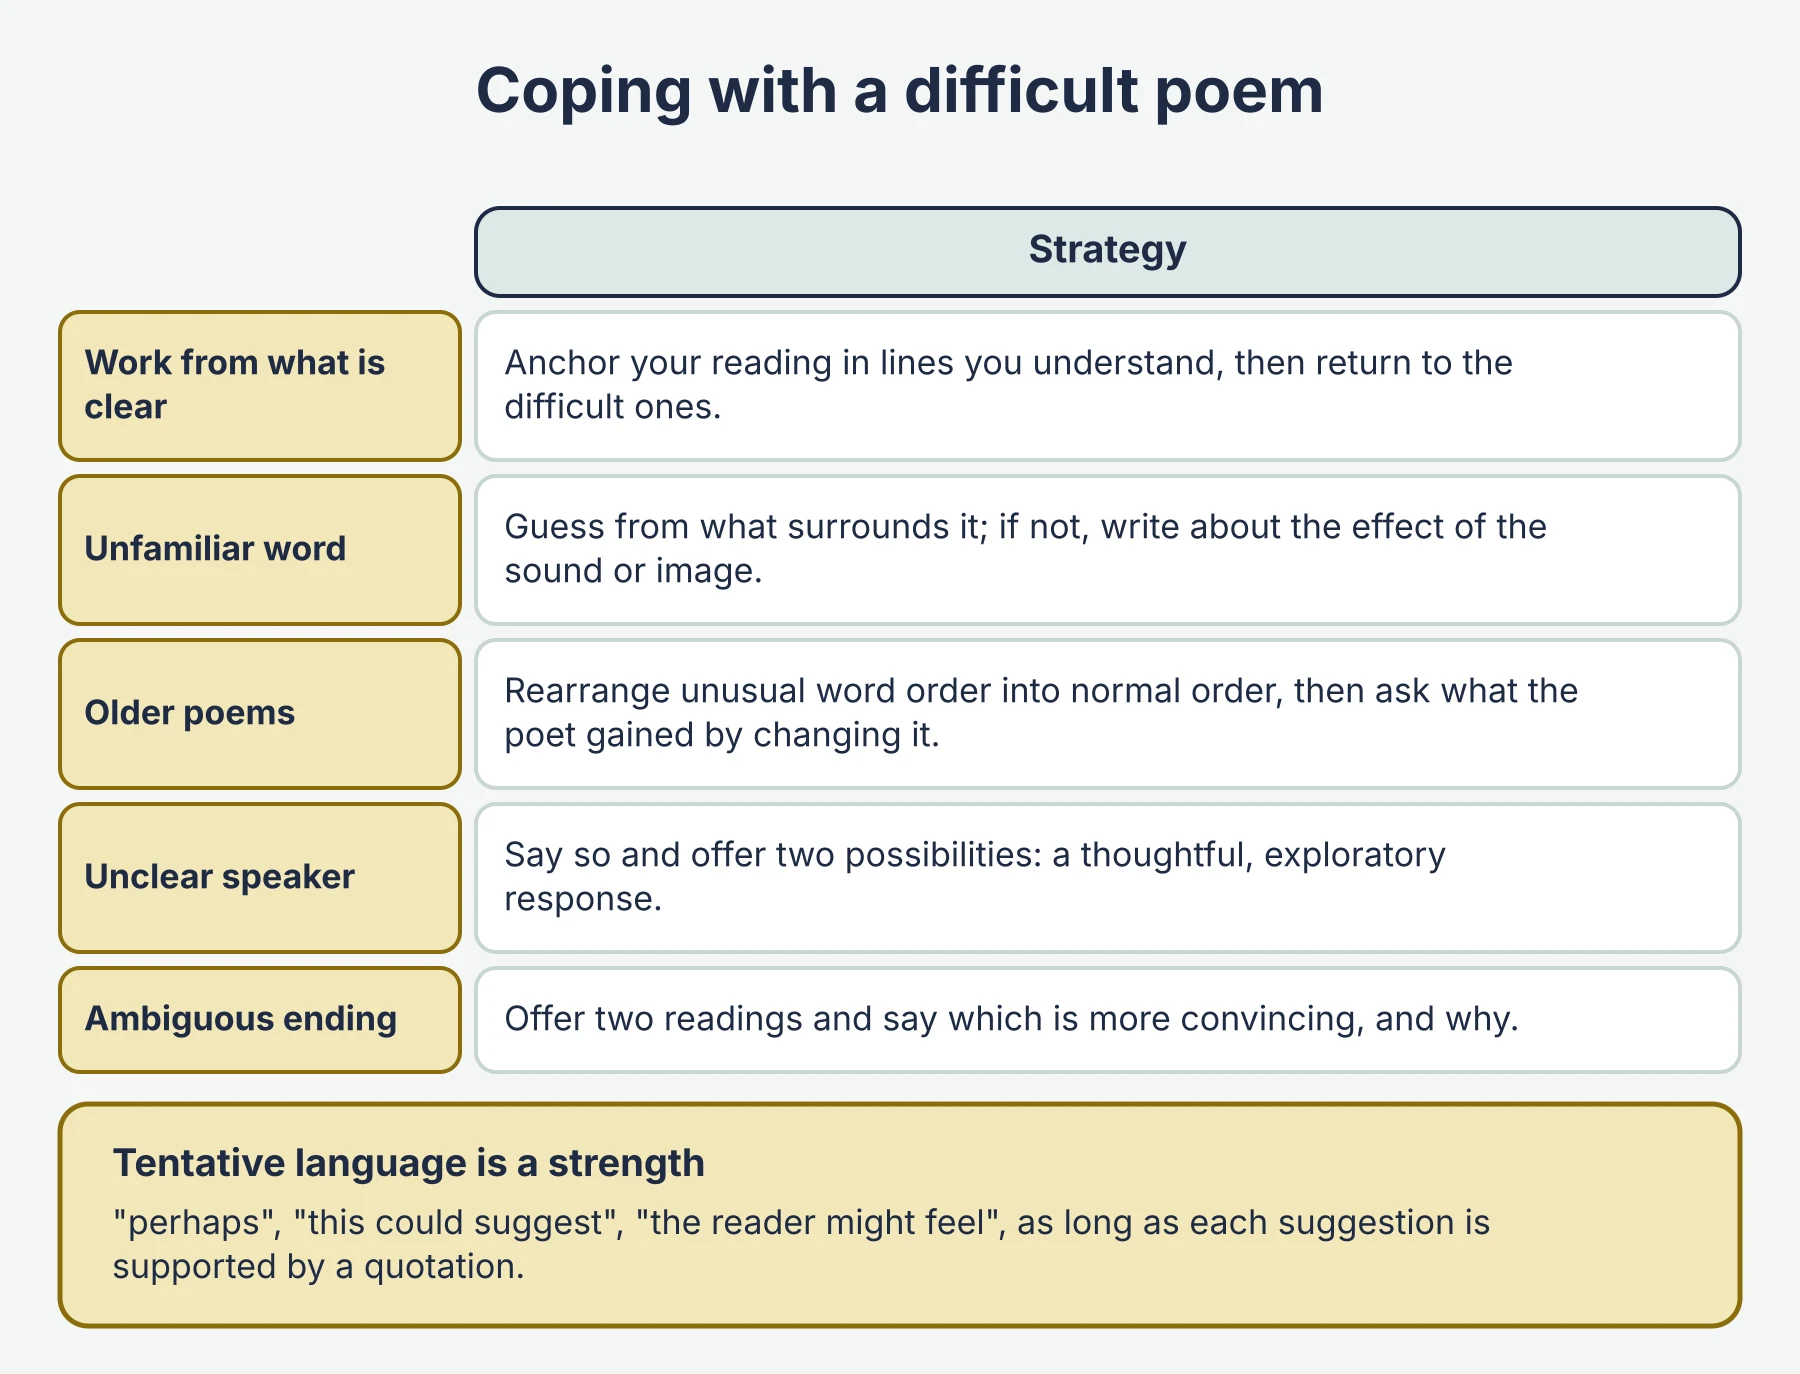 Coping with a difficult poem
Strategy
Work from what is
clear
Anchor your reading in lines you understand, then return to the
difficult ones.
Unfamiliar word
Guess from what surrounds it; if not, write about the effect of the
sound or image.
Older poems
Rearrange unusual word order into normal order, then ask what the
poet gained by changing it.
Unclear speaker
Say so and offer two possibilities: a thoughtful, exploratory
response.
Ambiguous ending
Offer two readings and say which is more convincing, and why.
Tentative language is a strength
"perhaps", "this could suggest", "the reader might feel", as long as each suggestion is
supported by a quotation.